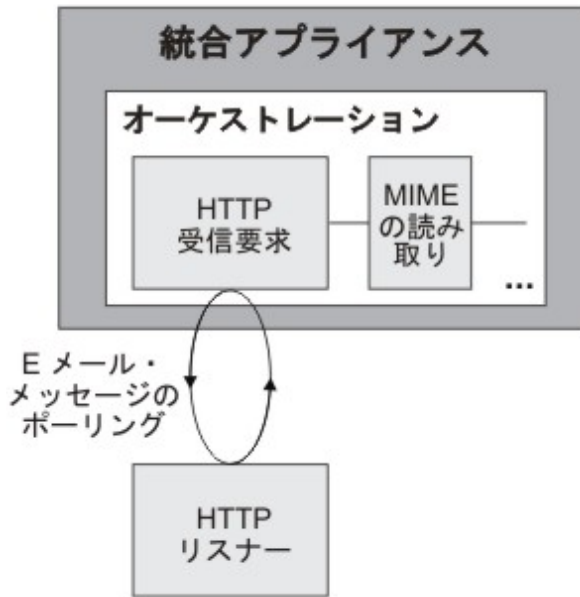 統合アプライアンス
オーケストレーション
HTTP
受信要求
MIME
の読み
取り
...
E メール・
メッセージの
ポーリング
HTTP
リスナー